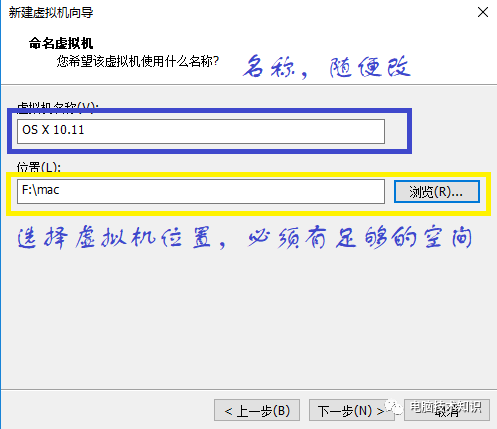 新建虚拟机向导
命名虚拟机
您希望该虚拟机使用什么名称?
名称，随便改
虚拟机名称(V):
OS X 10.11
位置(L):
F:\mac
浏览(R)...
选择虚拟机位置，必须有足够的空间
< 上一步(B)
下一步(N) >
取消
电脑技术知识